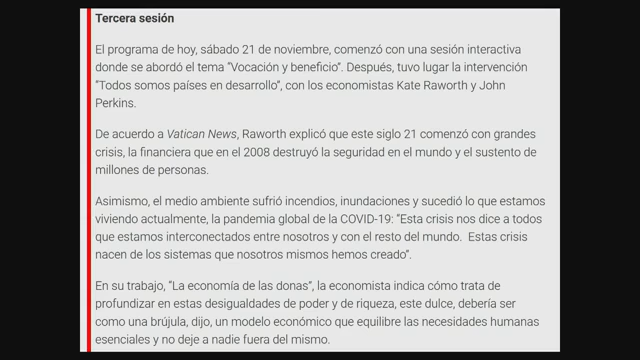 Tercera sesión
El programa de hoy, sábado 21 de noviembre, comenzó con una sesión interactiva
donde se abordó el tema “Vocación y beneficio”. Después, tuvo lugar la intervención
“Todos somos países en desarrollo”, con los economistas Kate Raworth y John
Perkins.
De acuerdo a Vatican News, Raworth explicó que este siglo 21 comenzó con grandes
crisis, la financiera que en el 2008 destruyó la seguridad en el mundo y el sustento de
millones de personas.
Asimismo, el medio ambiente sufrió incendios, inundaciones y sucedió lo que estamos
viviendo actualmente, la pandemia global de la COVID-19: “Esta crisis nos dice a todos
que estamos interconectados entre nosotros y con el resto del mundo. Estas crisis
nacen de los sistemas que nosotros mismos hemos creado”.
En su trabajo, “La economía de las donas”, la economista indica cómo trata de
profundizar en estas desigualdades de poder y de riqueza, este dulce, debería ser
como una brújula, dijo, un modelo económico que equilibre las necesidades humanas
esenciales y no deje a nadie fuera del mismo.